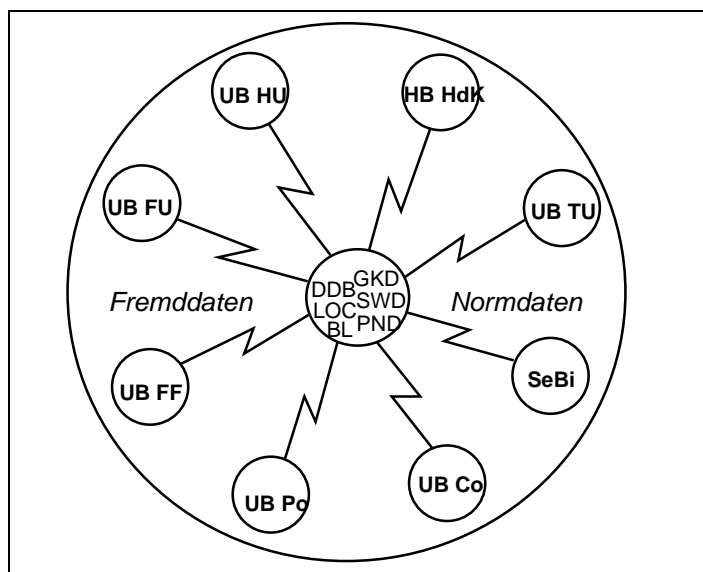 UB HU
HB HdK
UB FU
UB TU
Fremddaten
DDB GKD
LOC SWD
BL PND
Normdaten
UB FF
SeBi
UB Po
UB Co